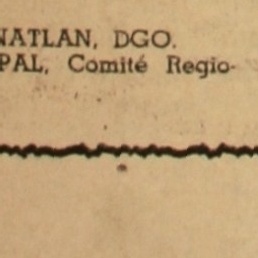 NATLAN, DGO.
PAL, Comité Regio-